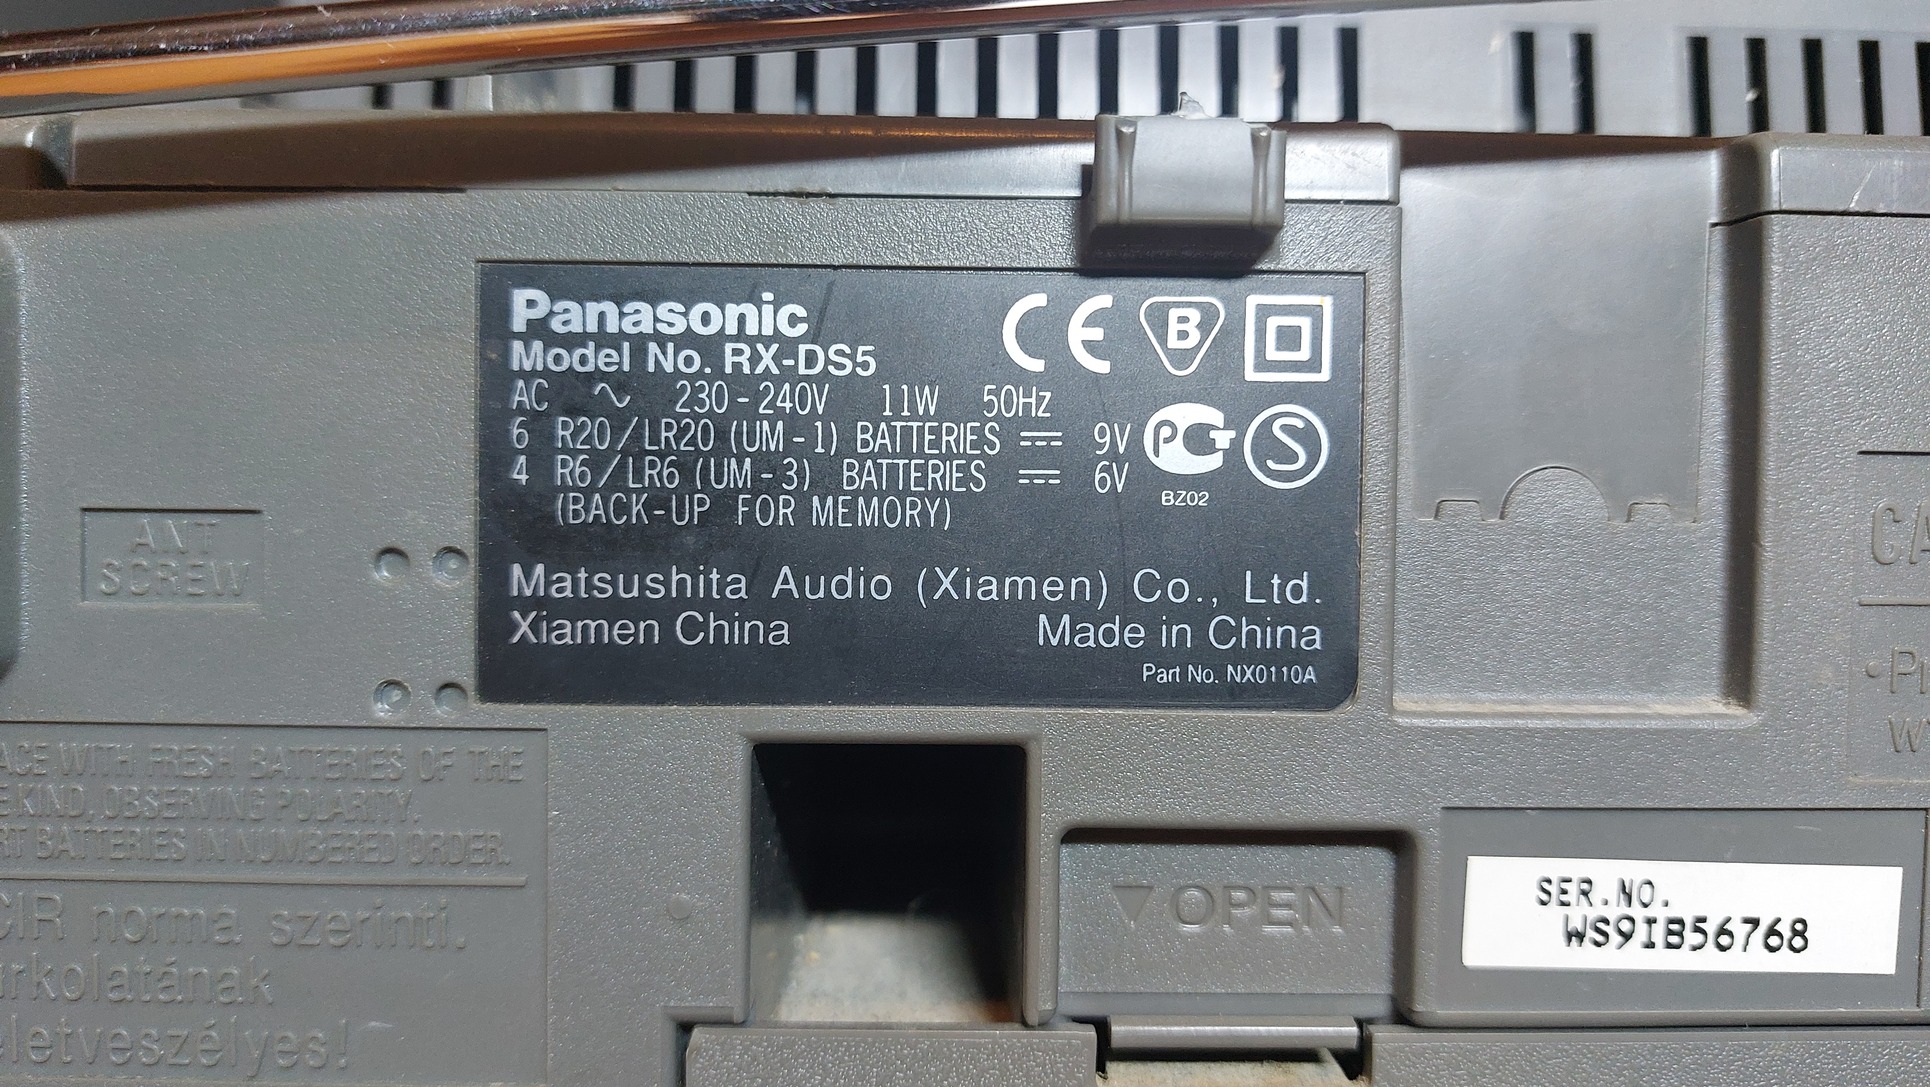 Panasonic
Model No. RX-DS5
AC ∿ 230-240V 11W 50Hz
6 R20/LR20 (UM-1) BATTERIES ⎓ 9V
4 R6/LR6 (UM-3) BATTERIES ⎓ 6V
(BACK-UP FOR MEMORY)
CE
B
PCT
S
BZ02
Matsushita Audio (Xiamen) Co., Ltd.
Xiamen China
Made in China
Part No. NX0110A
ANT
SCREW
WITH FRESH BATTERIES OF THE
KIND, OBSERVING POLARITY.
BATTERIES IN NUMBERED ORDER.
norma szerinti.
életveszélyes!
▼ OPEN
SER.NO.
WS9IB56768